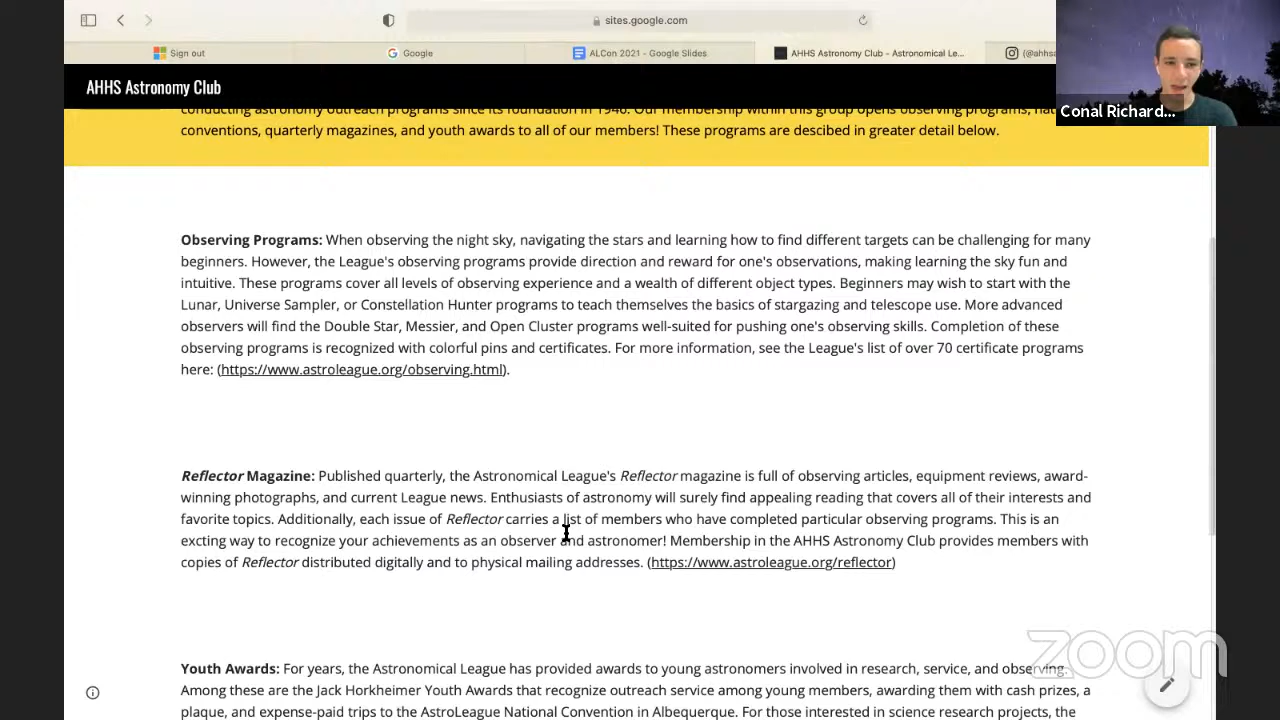 sites.google.com
Sign out
Google
ALCon 2021 - Google Slides
AHHS Astronomy Club - Astronomical Le...
(@ahhsa
AHHS Astronomy Club
Conal Richard...
conducting astronomy outreach programs since its foundation in 1946. Our membership within this group opens observing programs, na
conventions, quarterly magazines, and youth awards to all of our members! These programs are descibed in greater detail below.
Observing Programs: When observing the night sky, navigating the stars and learning how to find different targets can be challenging for many
beginners. However, the League's observing programs provide direction and reward for one's observations, making learning the sky fun and
intuitive. These programs cover all levels of observing experience and a wealth of different object types. Beginners may wish to start with the
Lunar, Universe Sampler, or Constellation Hunter programs to teach themselves the basics of stargazing and telescope use. More advanced
observers will find the Double Star, Messier, and Open Cluster programs well-suited for pushing one's observing skills. Completion of these
observing programs is recognized with colorful pins and certificates. For more information, see the League's list of over 70 certificate programs
here: (https://www.astroleague.org/observing.html).
Reflector Magazine: Published quarterly, the Astronomical League's Reflector magazine is full of observing articles, equipment reviews, award-
winning photographs, and current League news. Enthusiasts of astronomy will surely find appealing reading that covers all of their interests and
favorite topics. Additionally, each issue of Reflector carries a list of members who have completed particular observing programs. This is an
excting way to recognize your achievements as an observer and astronomer! Membership in the AHHS Astronomy Club provides members with
copies of Reflector distributed digitally and to physical mailing addresses. (https://www.astroleague.org/reflector)
Youth Awards: For years, the Astronomical League has provided awards to young astronomers involved in research, service, and observing.
Among these are the Jack Horkheimer Youth Awards that recognize outreach service among young members, awarding them with cash prizes, a
plaque, and expense-paid trips to the AstroLeague National Convention in Albuquerque. For those interested in science research projects, the
zoom